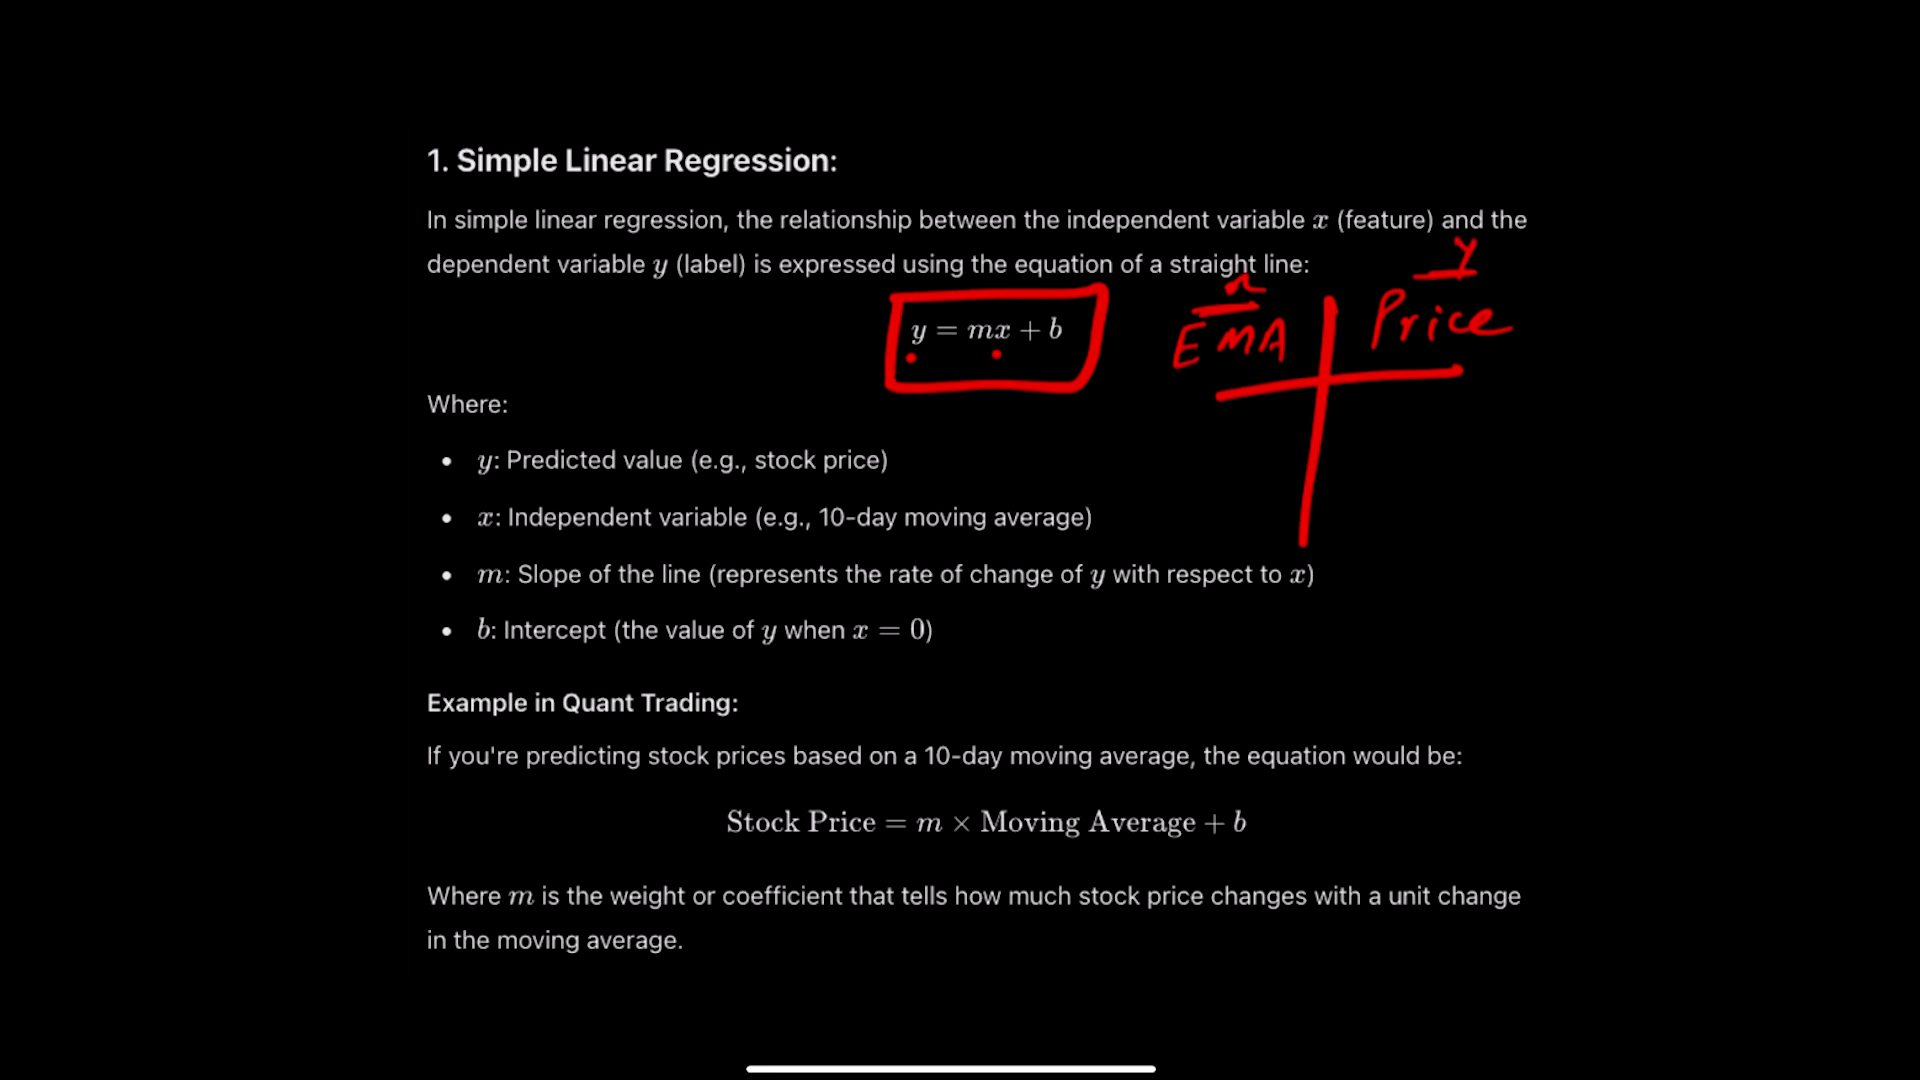 1. Simple Linear Regression:
In simple linear regression, the relationship between the independent variable x (feature) and the
dependent variable y (label) is expressed using the equation of a straight line:
y = mx + b
x
y
EMA
Price
Where:
• y: Predicted value (e.g., stock price)
• x: Independent variable (e.g., 10-day moving average)
• m: Slope of the line (represents the rate of change of y with respect to x)
• b: Intercept (the value of y when x = 0)
Example in Quant Trading:
If you're predicting stock prices based on a 10-day moving average, the equation would be:
Stock Price = m × Moving Average + b
Where m is the weight or coefficient that tells how much stock price changes with a unit change
in the moving average.